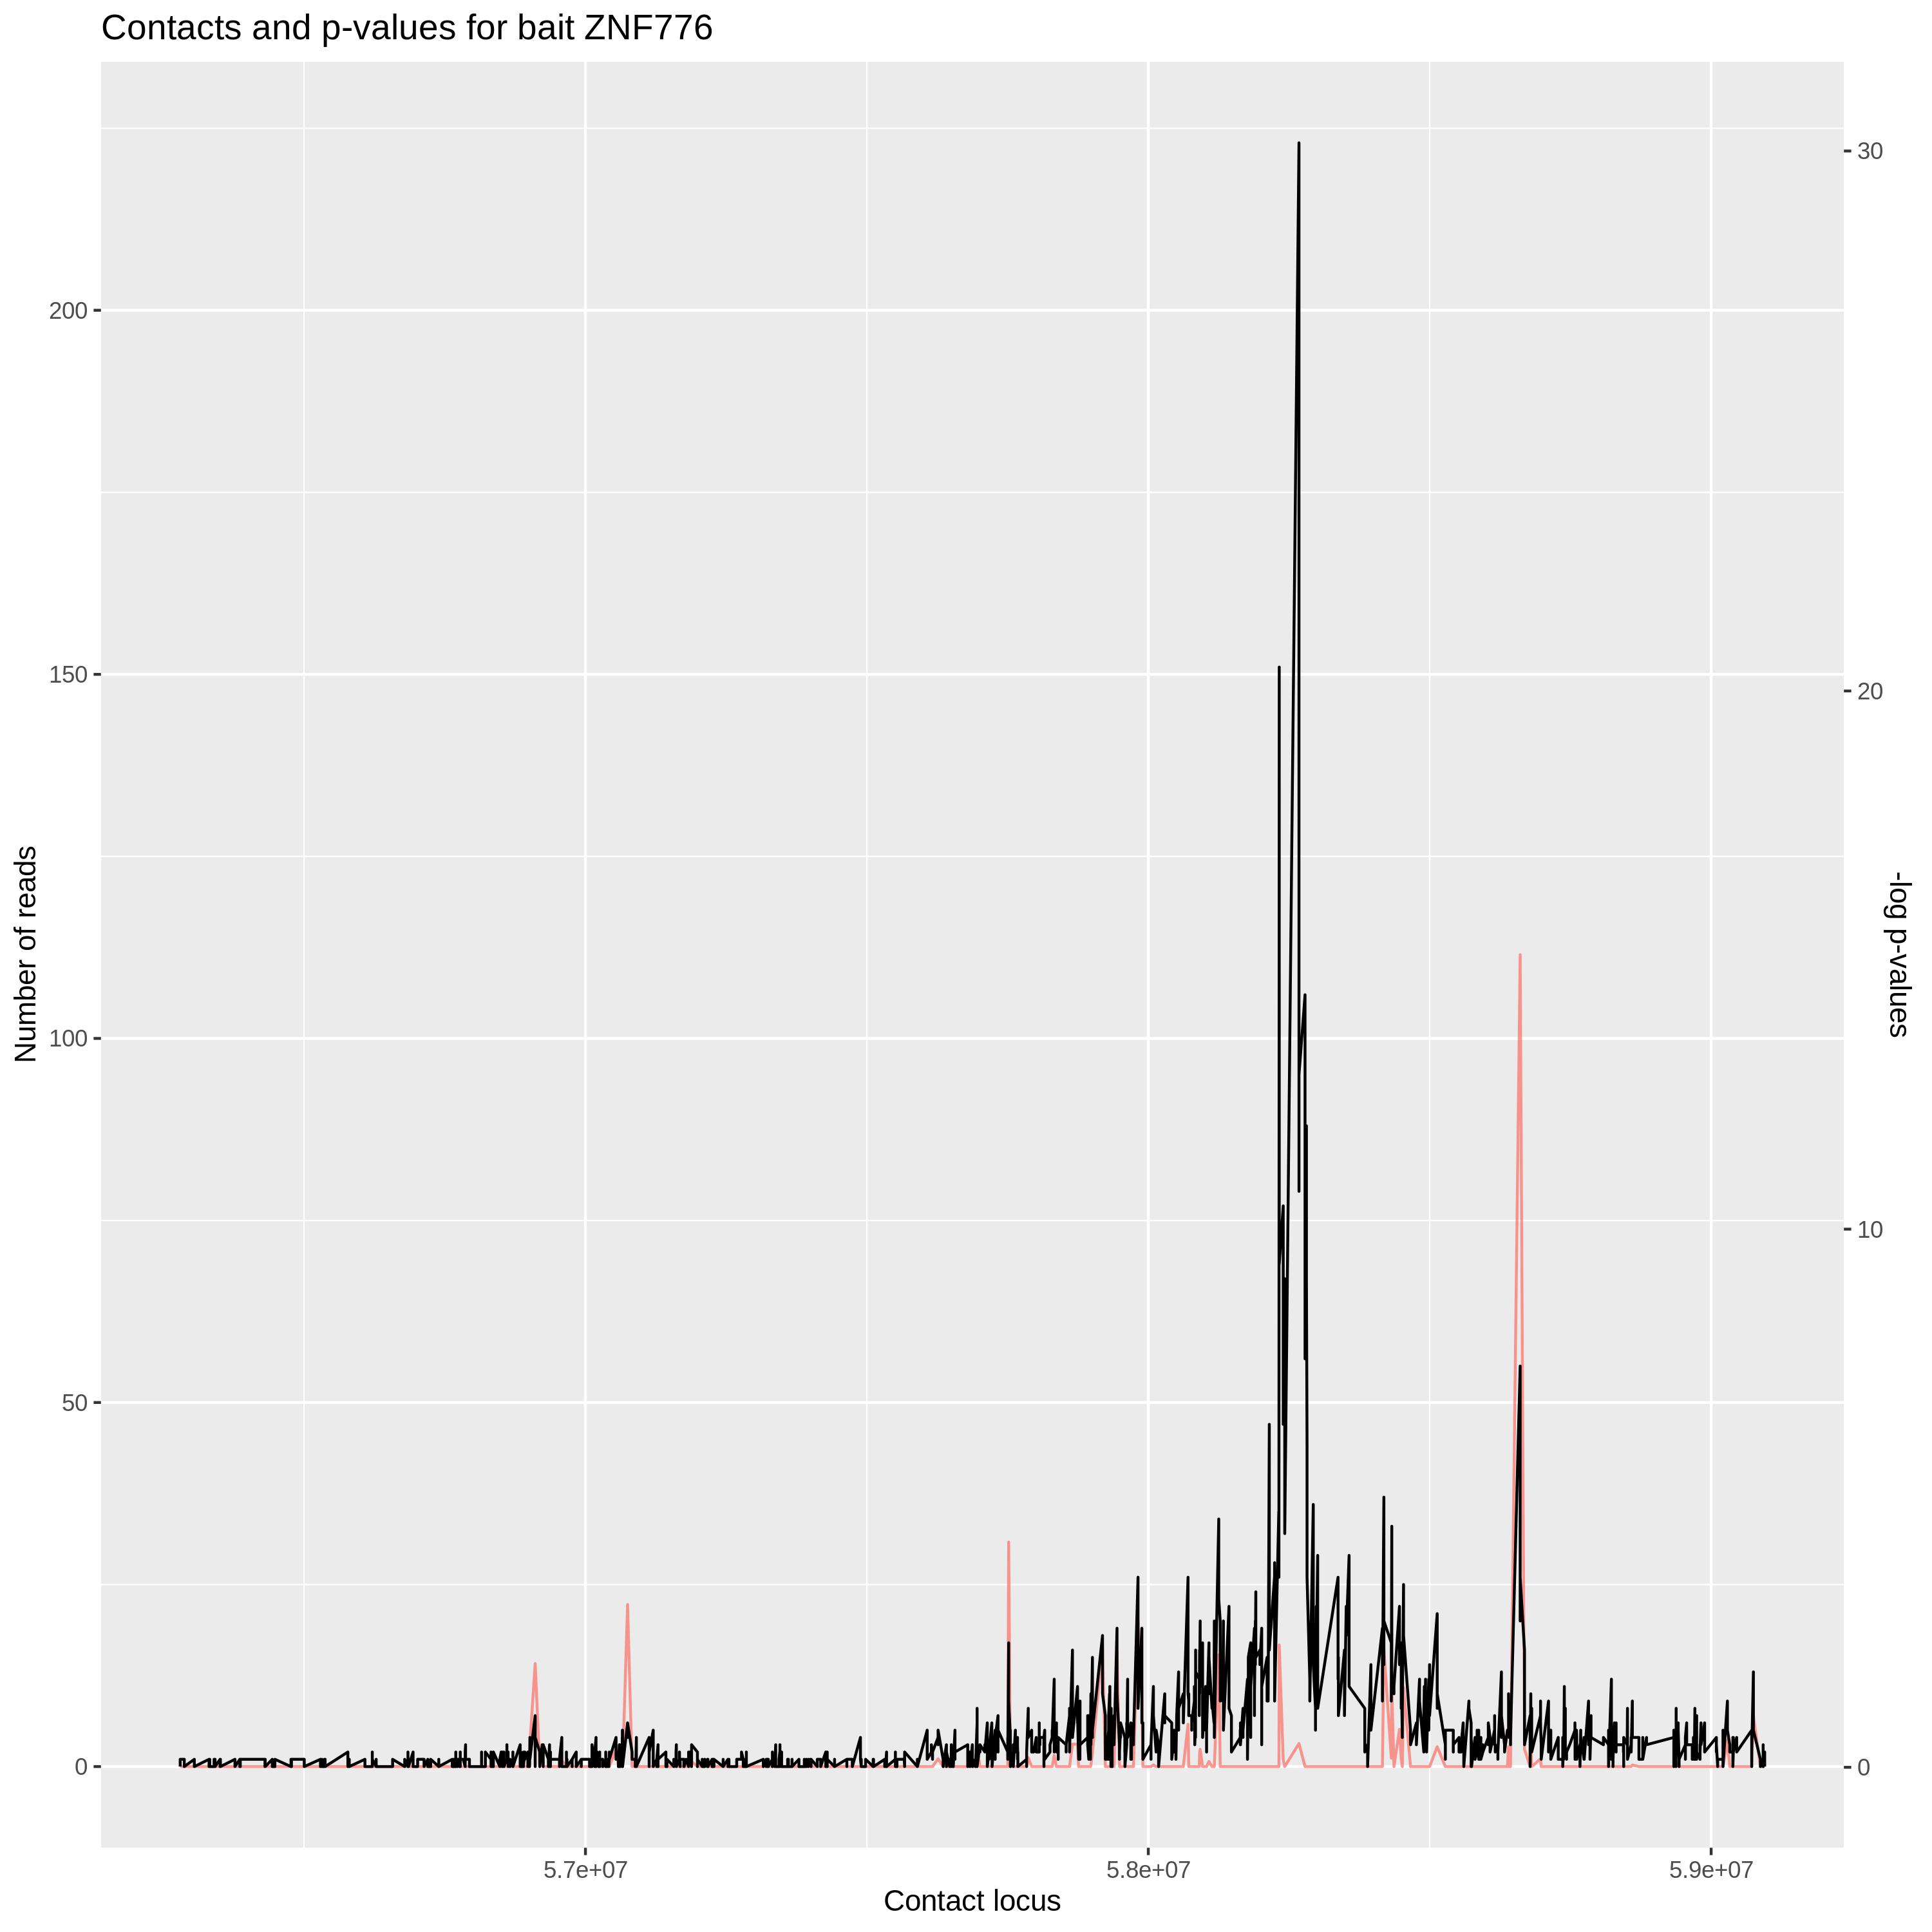 Contacts and p-values for bait ZNF776
Number of reads
200
150
100
50
0
30
20
10
0
-log p-values
5.7e+07
5.8e+07
5.9e+07
Contact locus